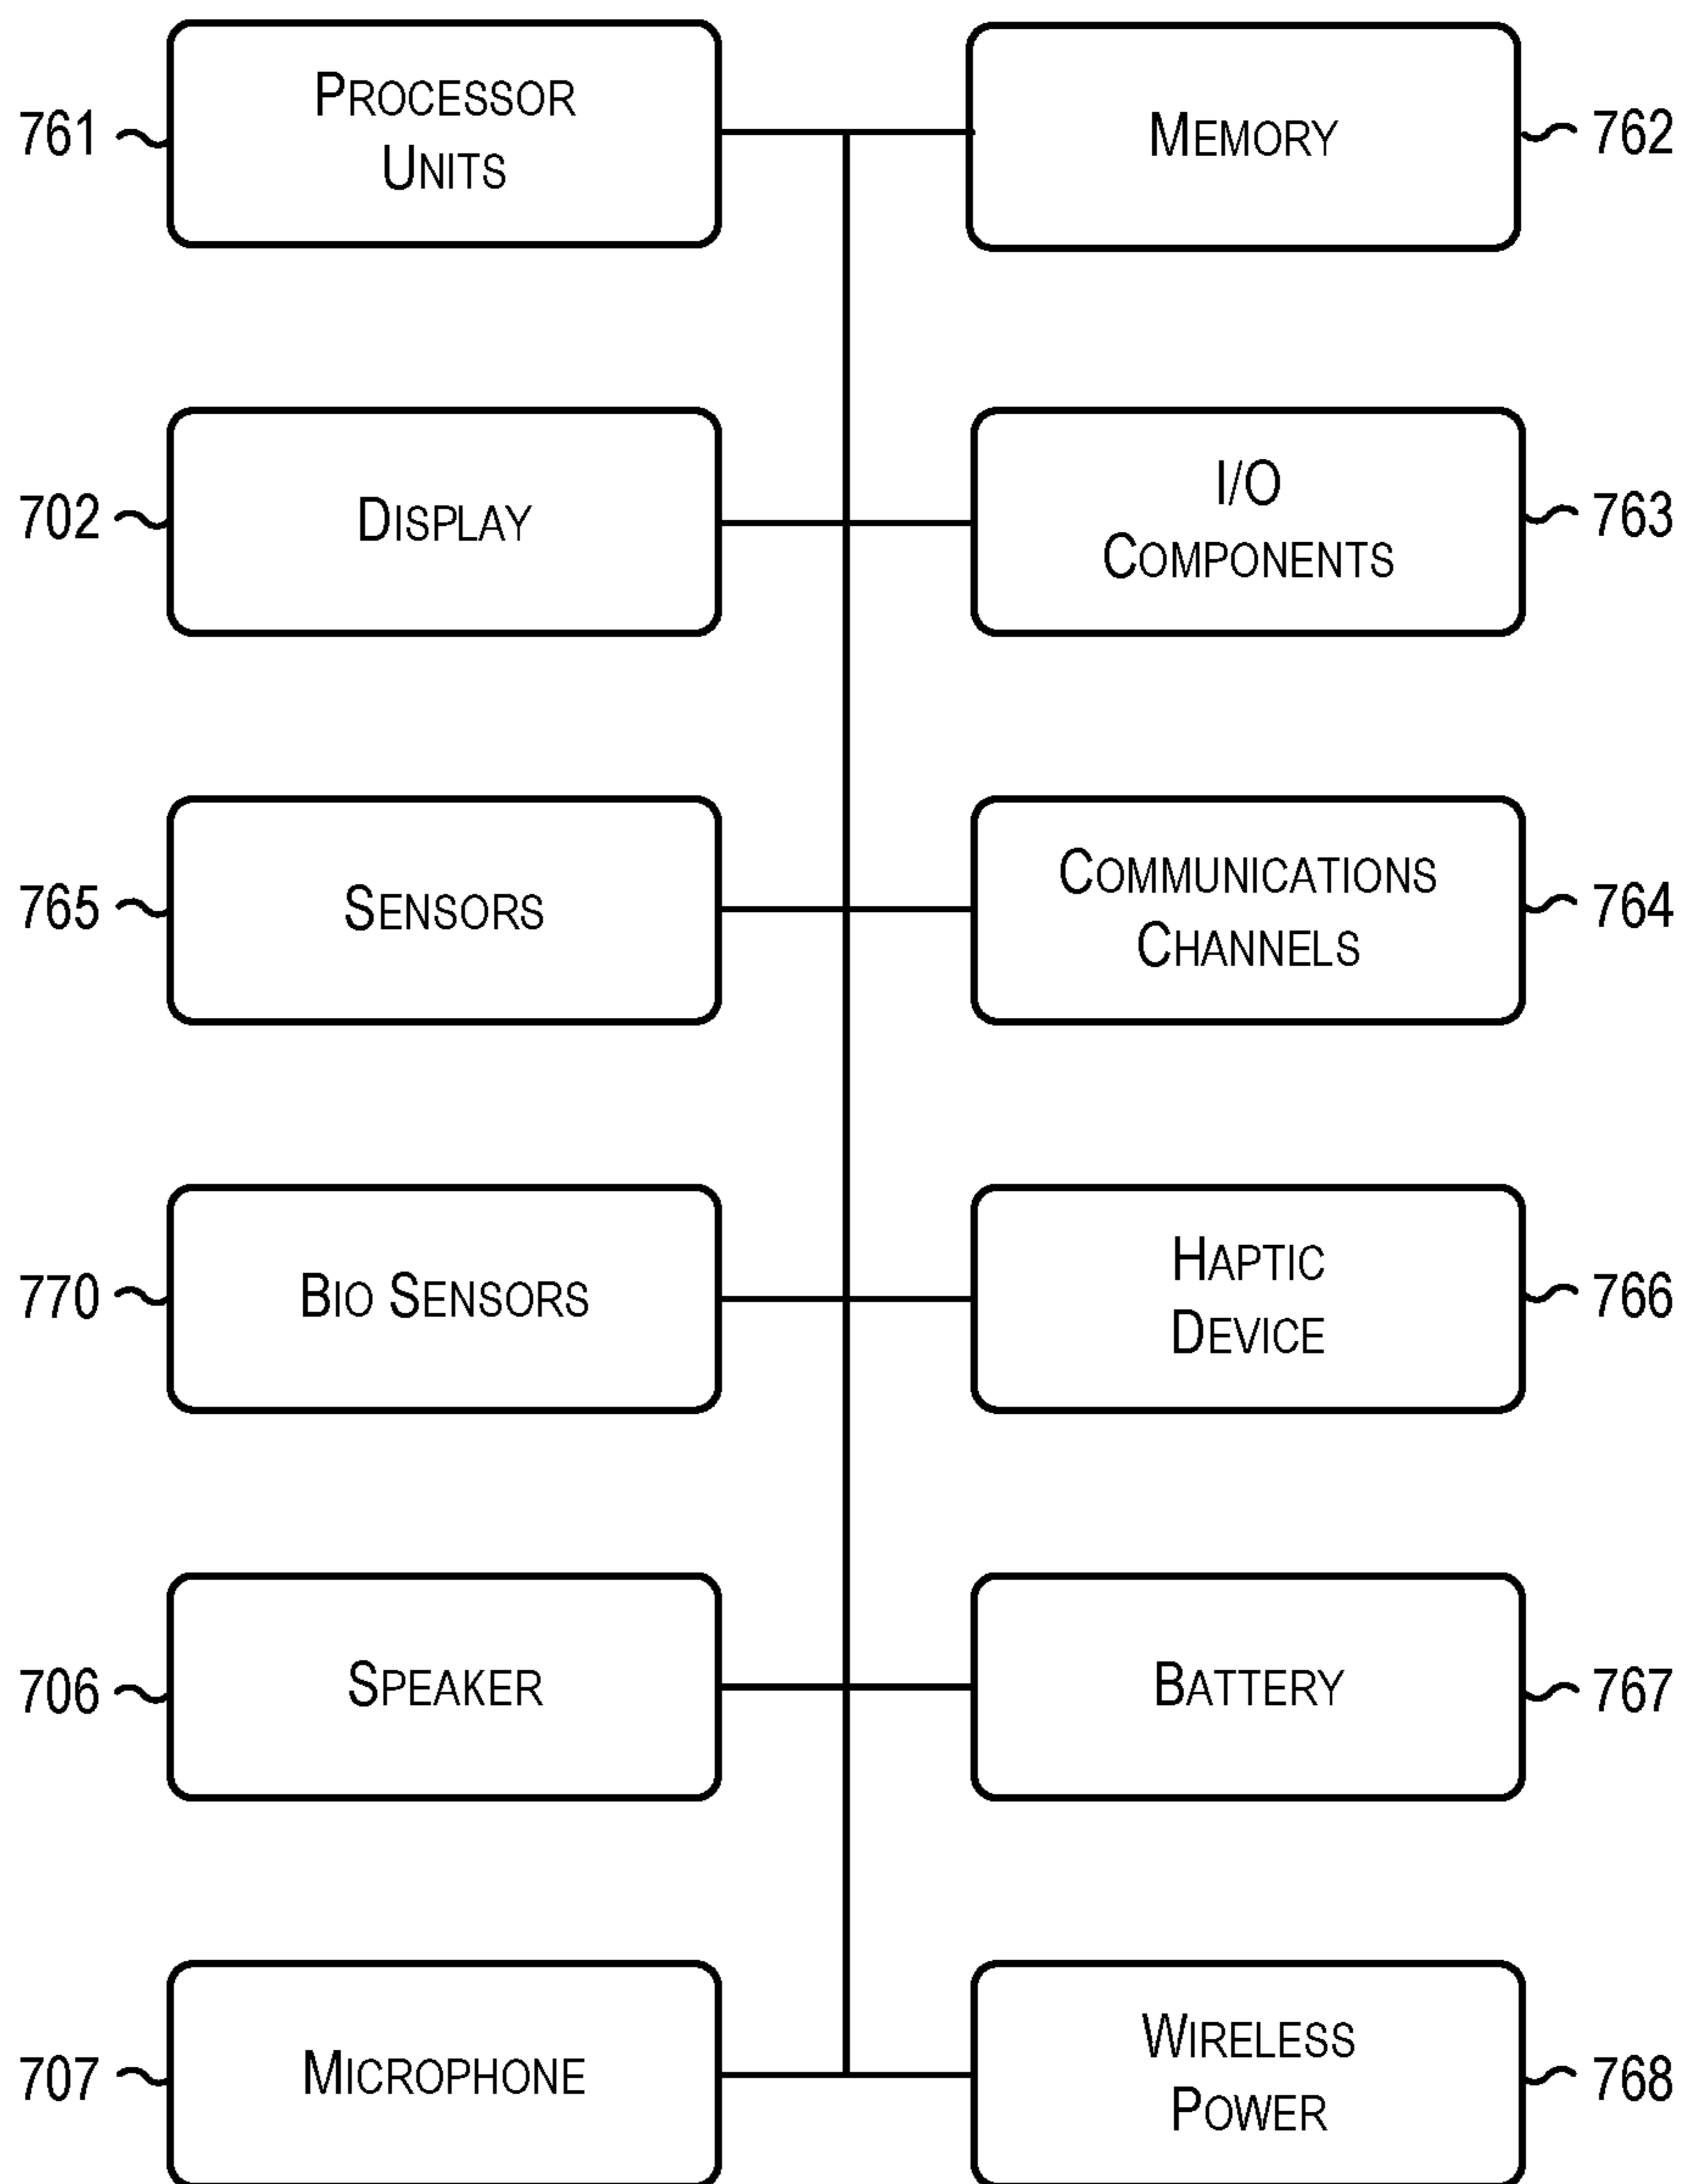 761
PROCESSOR
UNITS
MEMORY
762
702
DISPLAY
I/O
COMPONENTS
763
765
SENSORS
COMMUNICATIONS
CHANNELS
764
770
BIO SENSORS
HAPTIC
DEVICE
766
706
SPEAKER
BATTERY
767
707
MICROPHONE
WIRELESS
POWER
768